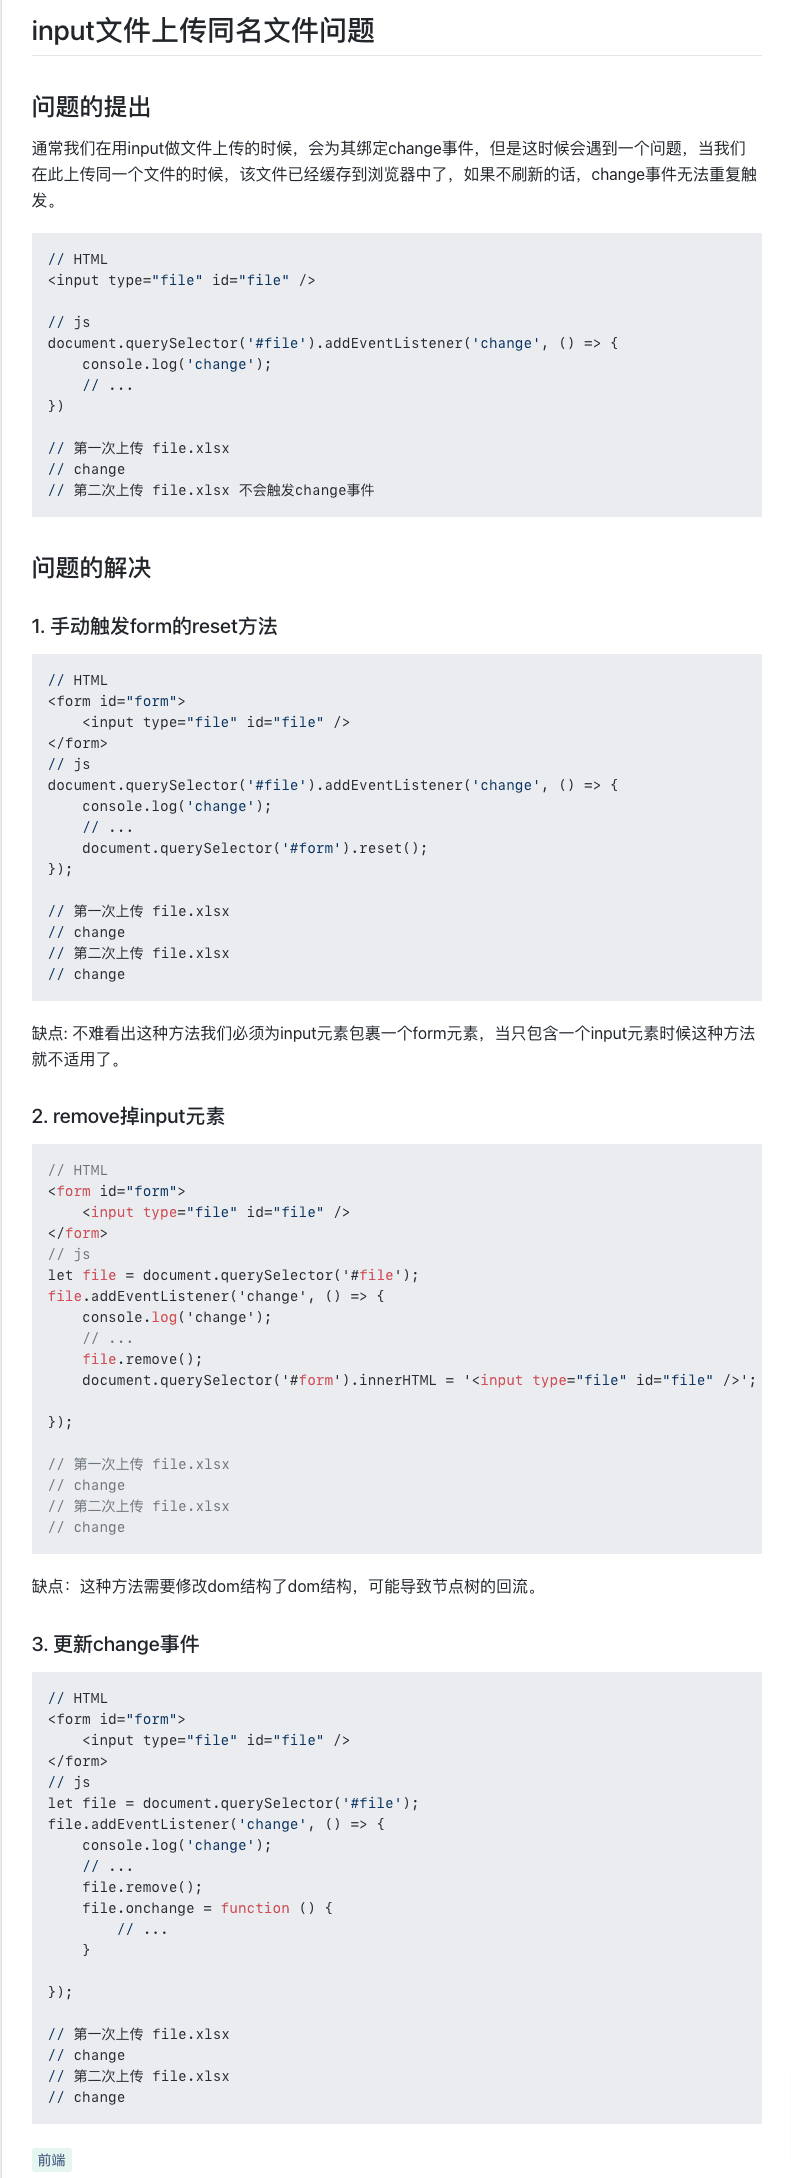 input文件上传同名文件问题
问题的提出
通常我们在用input做文件上传的时候，会为其绑定change事件，但是这时候会遇到一个问题，当我们
在此上传同一个文件的时候，该文件已经缓存到浏览器中了，如果不刷新的话，change事件无法重复触
发。
// HTML
<input type="file" id="file" />
// js
document.querySelector('#file').addEventListener('change', () => {
    console.log('change');
    // ...
})
// 第一次上传 file.xlsx
// change
// 第二次上传 file.xlsx 不会触发change事件
问题的解决
1. 手动触发form的reset方法
// HTML
<form id="form">
    <input type="file" id="file" />
</form>
// js
document.querySelector('#file').addEventListener('change', () => {
    console.log('change');
    // ...
    document.querySelector('#form').reset();
});
// 第一次上传 file.xlsx
// change
// 第二次上传 file.xlsx
// change
缺点: 不难看出这种方法我们必须为input元素包裹一个form元素，当只包含一个input元素时候这种方法
就不适用了。
2. remove掉input元素
// HTML
<form id="form">
    <input type="file" id="file" />
</form>
// js
let file = document.querySelector('#file');
file.addEventListener('change', () => {
    console.log('change');
    // ...
    file.remove();
    document.querySelector('#form').innerHTML = '<input type="file" id="file" />';
});
// 第一次上传 file.xlsx
// change
// 第二次上传 file.xlsx
// change
缺点：这种方法需要修改dom结构了dom结构，可能导致节点树的回流。
3. 更新change事件
// HTML
<form id="form">
    <input type="file" id="file" />
</form>
// js
let file = document.querySelector('#file');
file.addEventListener('change', () => {
    console.log('change');
    // ...
    file.remove();
    file.onchange = function () {
        // ...
    }
});
// 第一次上传 file.xlsx
// change
// 第二次上传 file.xlsx
// change
前端